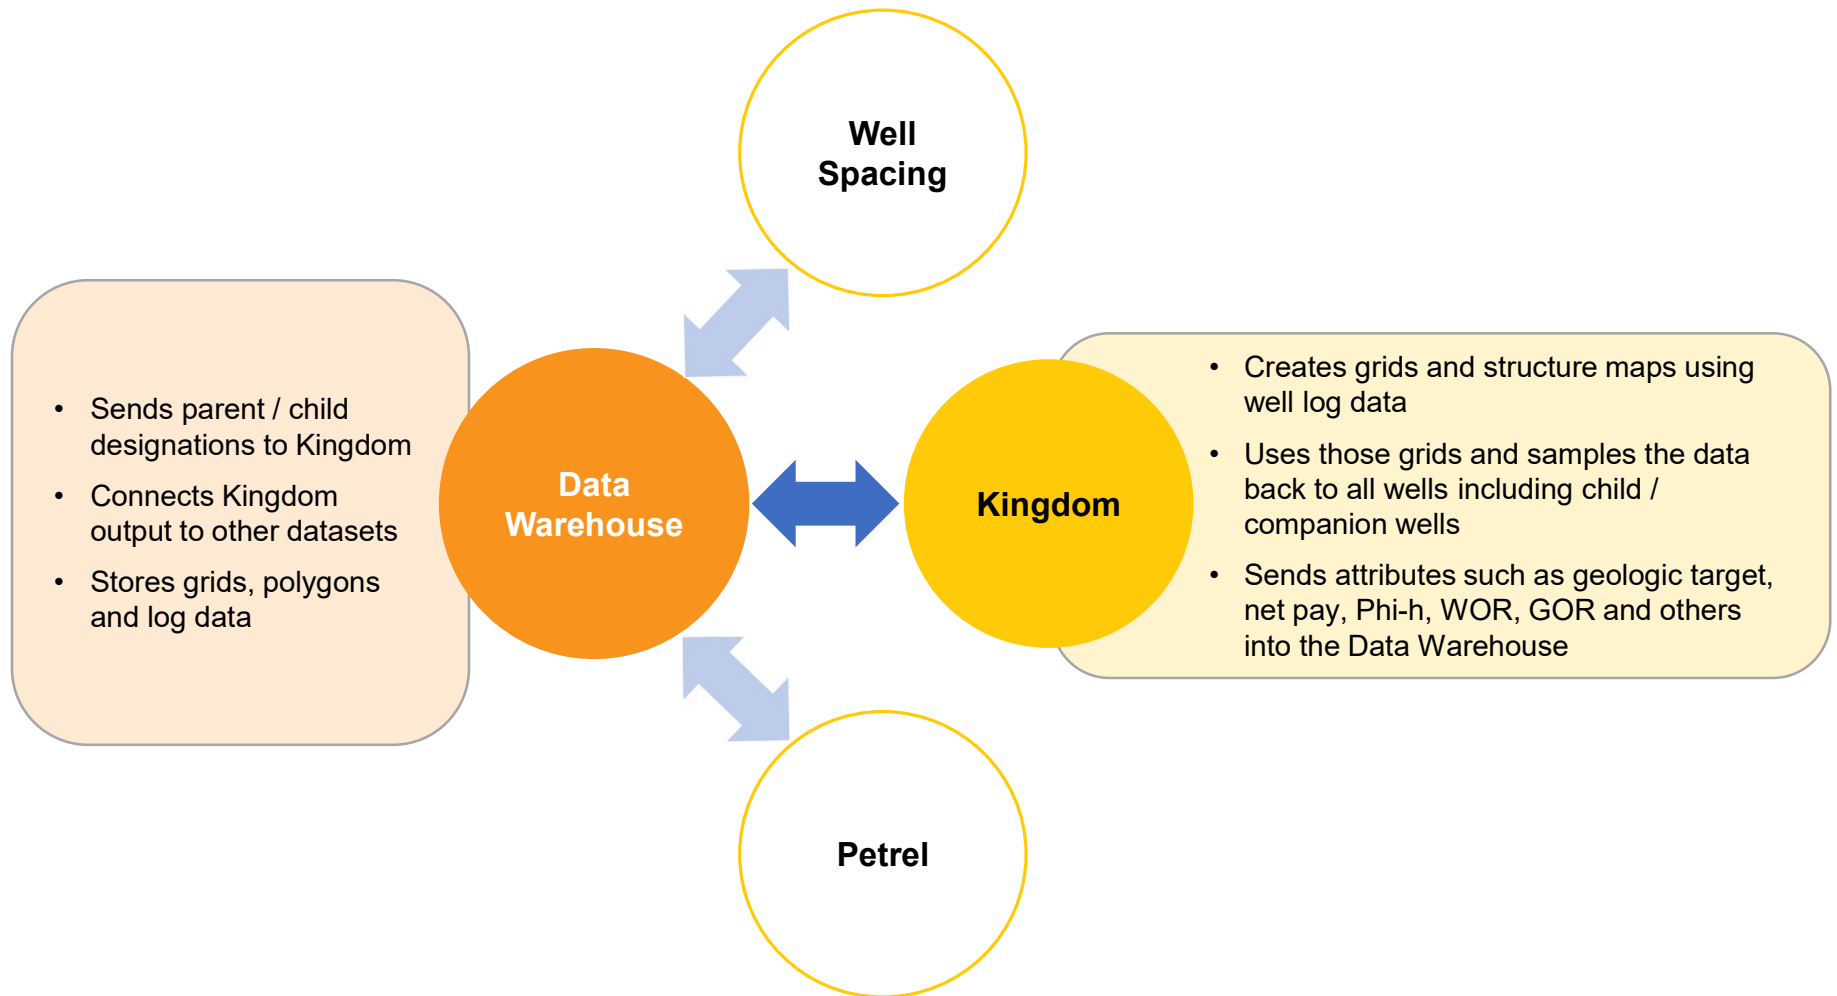 Well
Spacing
• Sends parent / child
designations to Kingdom
• Connects Kingdom
output to other datasets
• Stores grids, polygons
and log data
Data
Warehouse
Kingdom
• Creates grids and structure maps using
well log data
• Uses those grids and samples the data
back to all wells including child /
companion wells
• Sends attributes such as geologic target,
net pay, Phi-h, WOR, GOR and others
into the Data Warehouse
Petrel